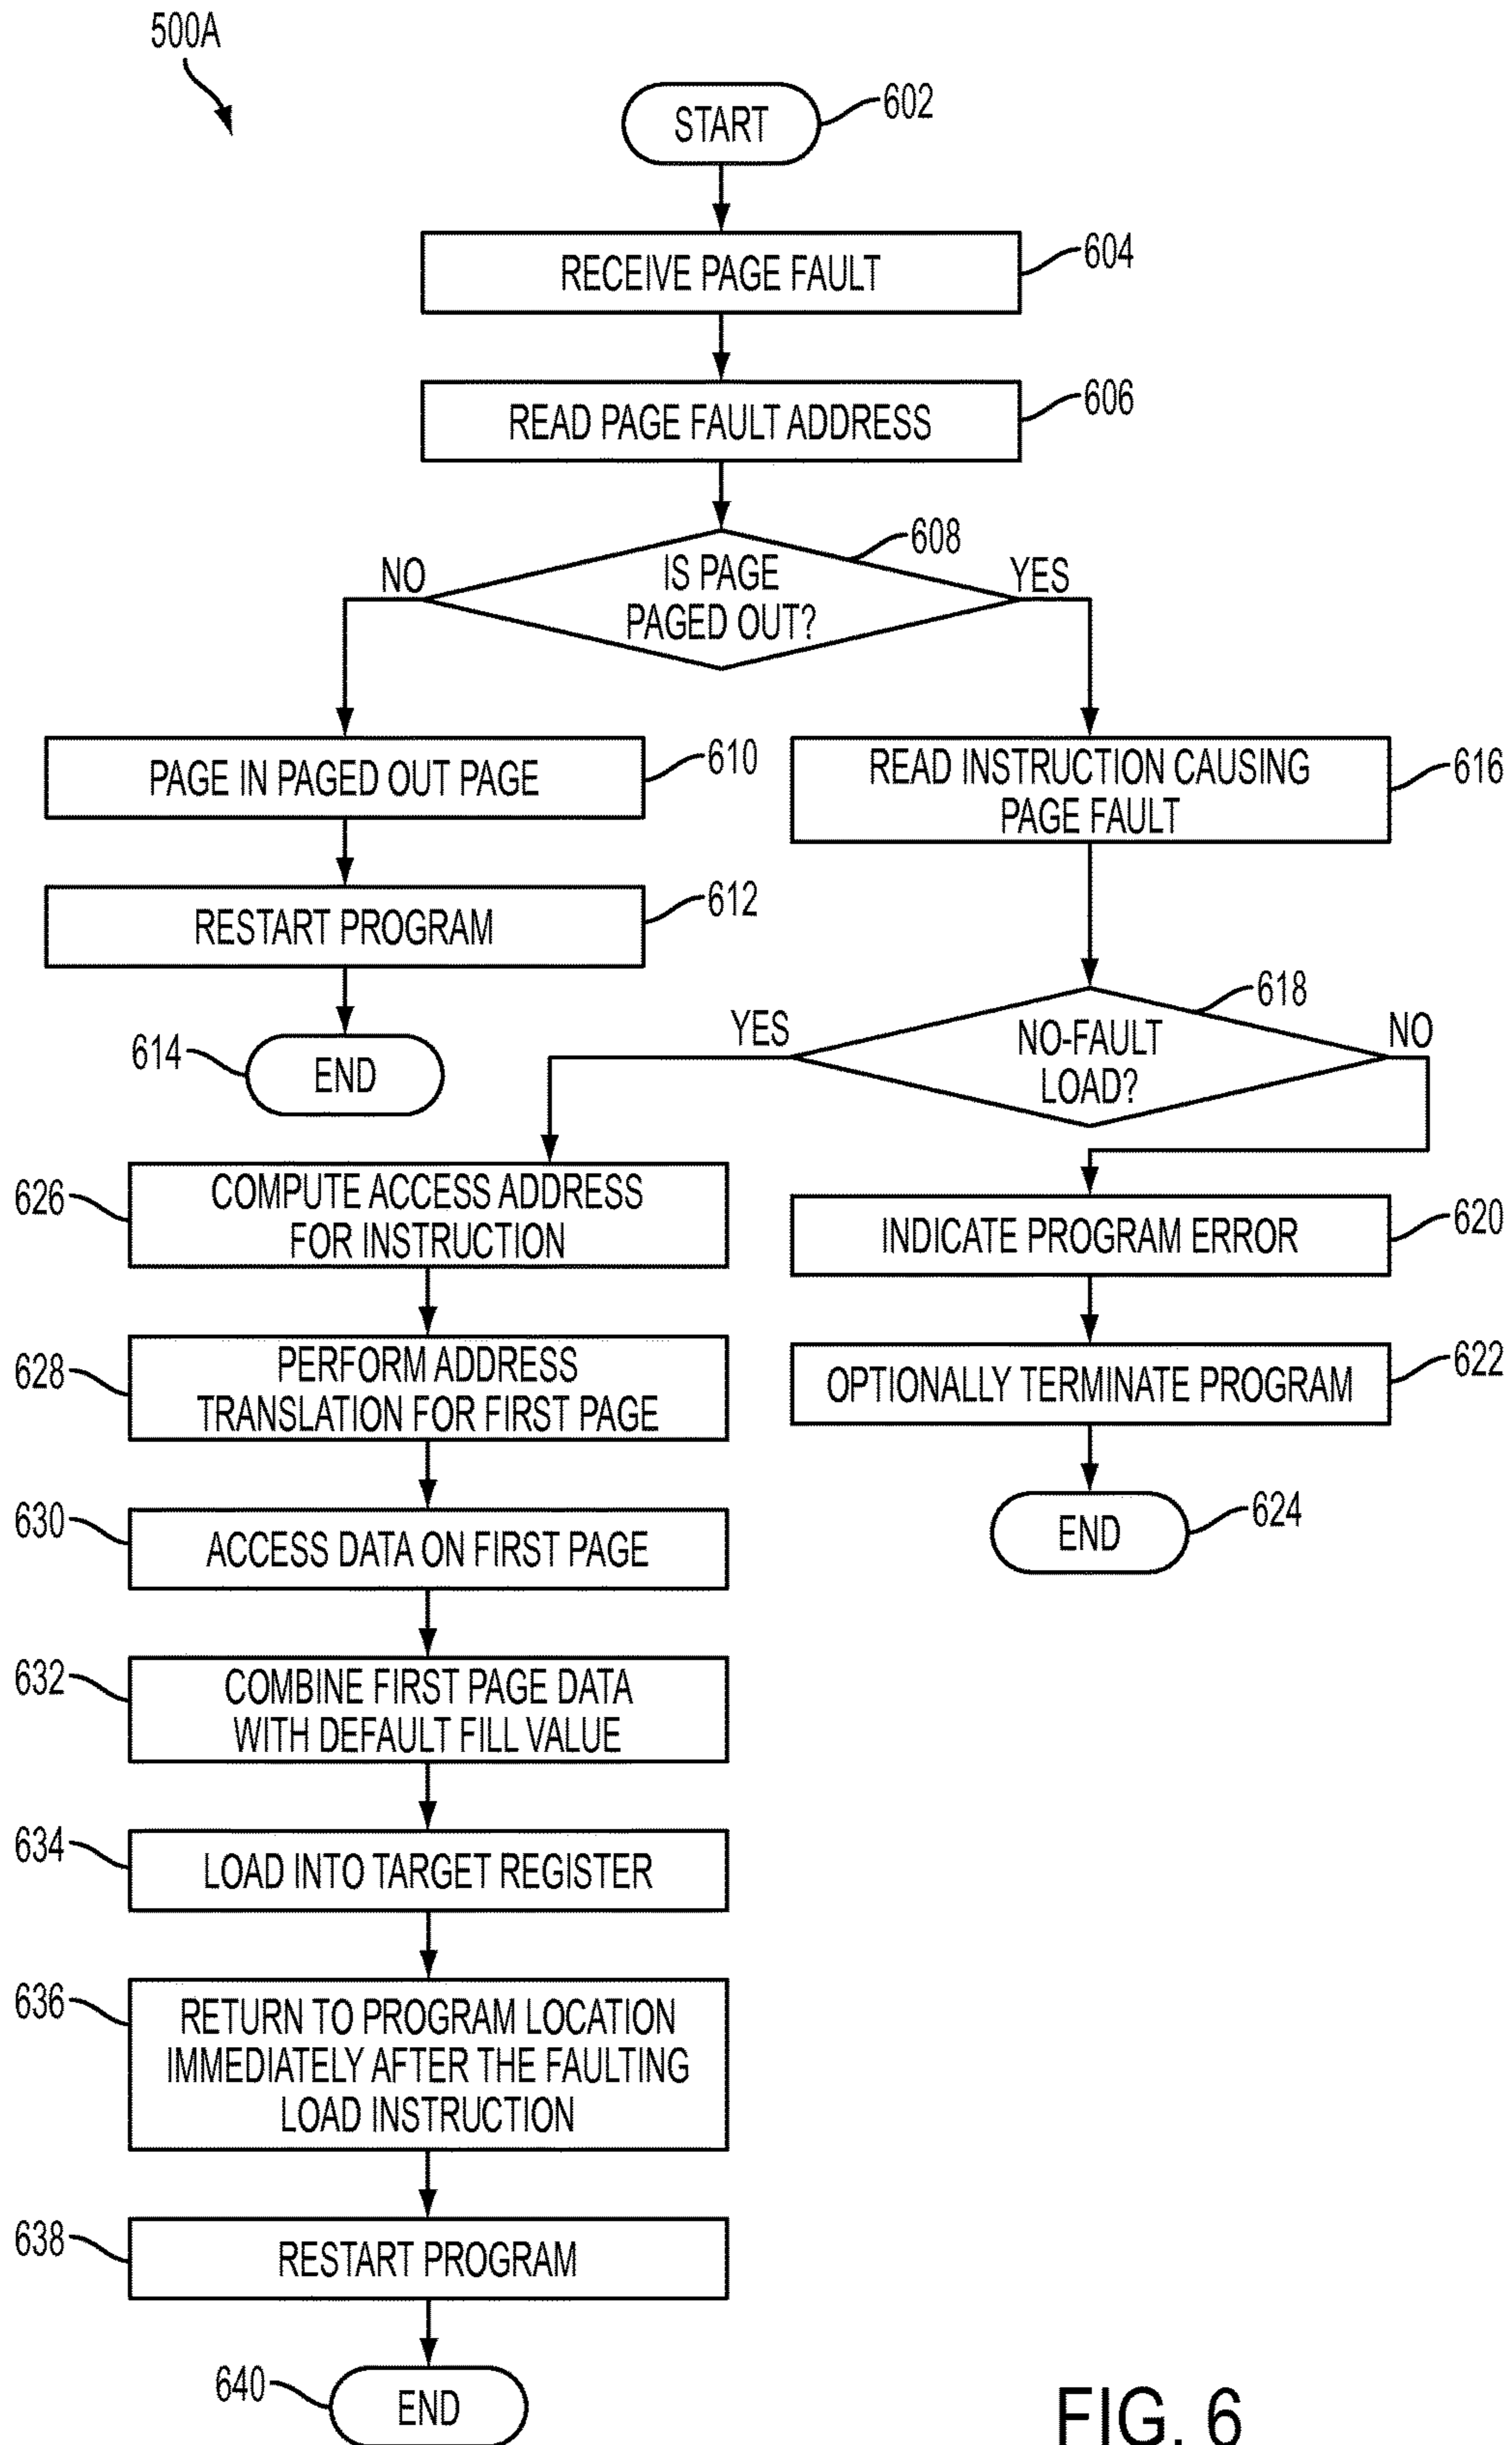 500A
START
602
RECEIVE PAGE FAULT
604
READ PAGE FAULT ADDRESS
606
608
NO
IS PAGE
PAGED OUT?
YES
PAGE IN PAGED OUT PAGE
610
READ INSTRUCTION CAUSING
PAGE FAULT
616
RESTART PROGRAM
612
618
614
END
YES
NO-FAULT
LOAD?
NO
626
COMPUTE ACCESS ADDRESS
FOR INSTRUCTION
INDICATE PROGRAM ERROR
620
628
PERFORM ADDRESS
TRANSLATION FOR FIRST PAGE
OPTIONALLY TERMINATE PROGRAM
622
630
ACCESS DATA ON FIRST PAGE
END
624
632
COMBINE FIRST PAGE DATA
WITH DEFAULT FILL VALUE
634
LOAD INTO TARGET REGISTER
636
RETURN TO PROGRAM LOCATION
IMMEDIATELY AFTER THE FAULTING
LOAD INSTRUCTION
638
RESTART PROGRAM
640
END
FIG. 6